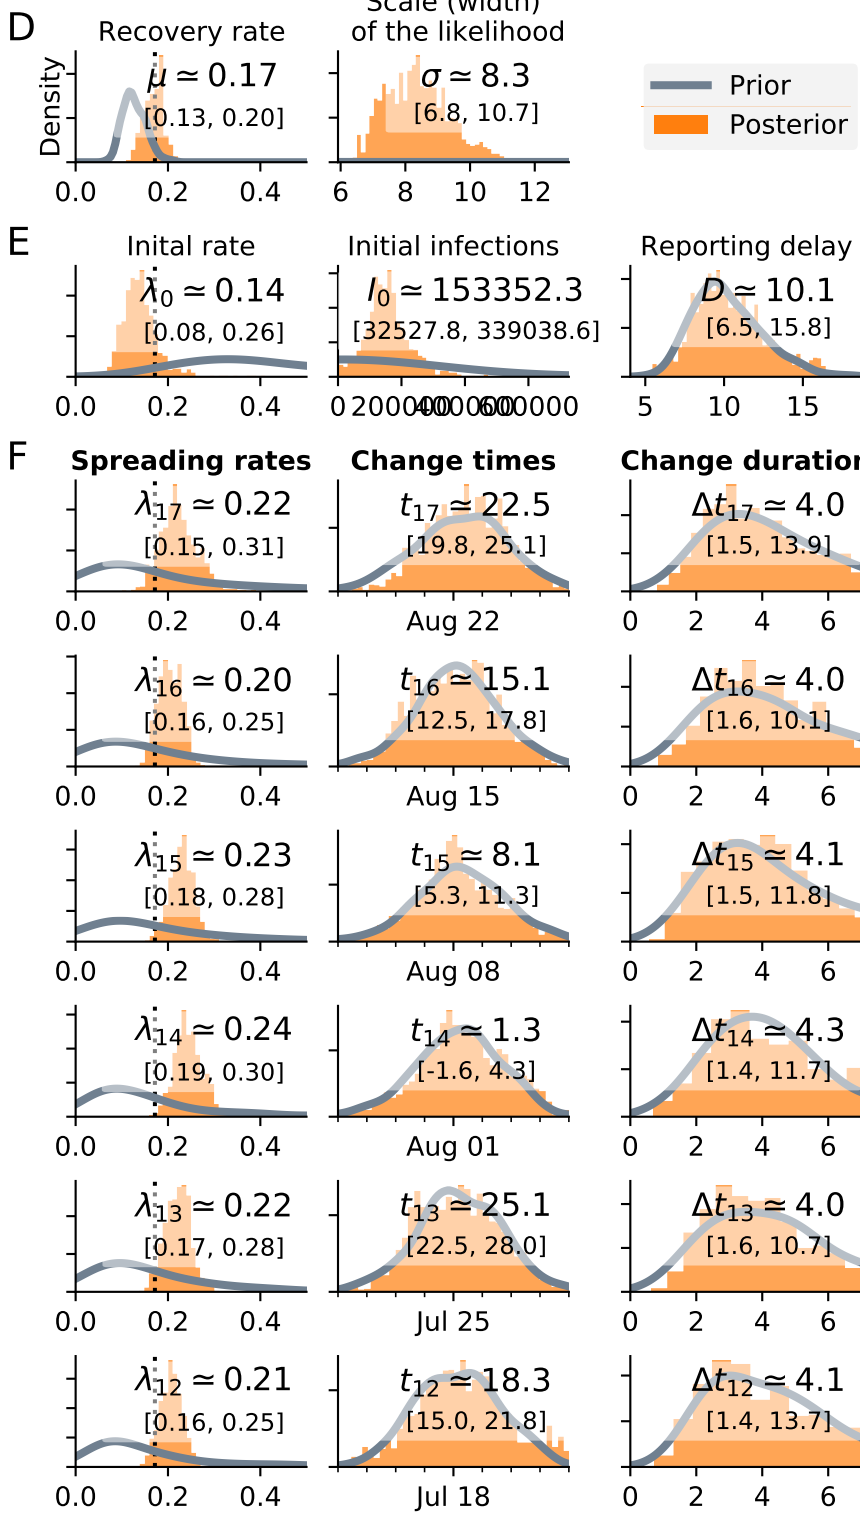 Scale (width)
D
Recovery rate
of the likelihood
Density
μ ≃ 0.17
[0.13, 0.20]
σ ≃ 8.3
[6.8, 10.7]
Prior
Posterior
0.0 0.2 0.4
6 8 10 12
E
Inital rate
Initial infections
Reporting delay
λ0 ≃ 0.14
[0.08, 0.26]
I0 ≃ 153352.3
[32527.8, 339038.6]
D ≃ 10.1
[6.5, 15.8]
0.0 0.2 0.4
0 200000 400000 600000
5 10 15
F
Spreading rates
Change times
Change duration
λ17 ≃ 0.22
[0.15, 0.31]
t17 ≃ 22.5
[19.8, 25.1]
Δt17 ≃ 4.0
[1.5, 13.9]
0.0 0.2 0.4
Aug 22
0 2 4 6
λ16 ≃ 0.20
[0.16, 0.25]
t16 ≃ 15.1
[12.5, 17.8]
Δt16 ≃ 4.0
[1.6, 10.1]
0.0 0.2 0.4
Aug 15
0 2 4 6
λ15 ≃ 0.23
[0.18, 0.28]
t15 ≃ 8.1
[5.3, 11.3]
Δt15 ≃ 4.1
[1.5, 11.8]
0.0 0.2 0.4
Aug 08
0 2 4 6
λ14 ≃ 0.24
[0.19, 0.30]
t14 ≃ 1.3
[-1.6, 4.3]
Δt14 ≃ 4.3
[1.4, 11.7]
0.0 0.2 0.4
Aug 01
0 2 4 6
λ13 ≃ 0.22
[0.17, 0.28]
t13 ≃ 25.1
[22.5, 28.0]
Δt13 ≃ 4.0
[1.6, 10.7]
0.0 0.2 0.4
Jul 25
0 2 4 6
λ12 ≃ 0.21
[0.16, 0.25]
t12 ≃ 18.3
[15.0, 21.8]
Δt12 ≃ 4.1
[1.4, 13.7]
0.0 0.2 0.4
Jul 18
0 2 4 6